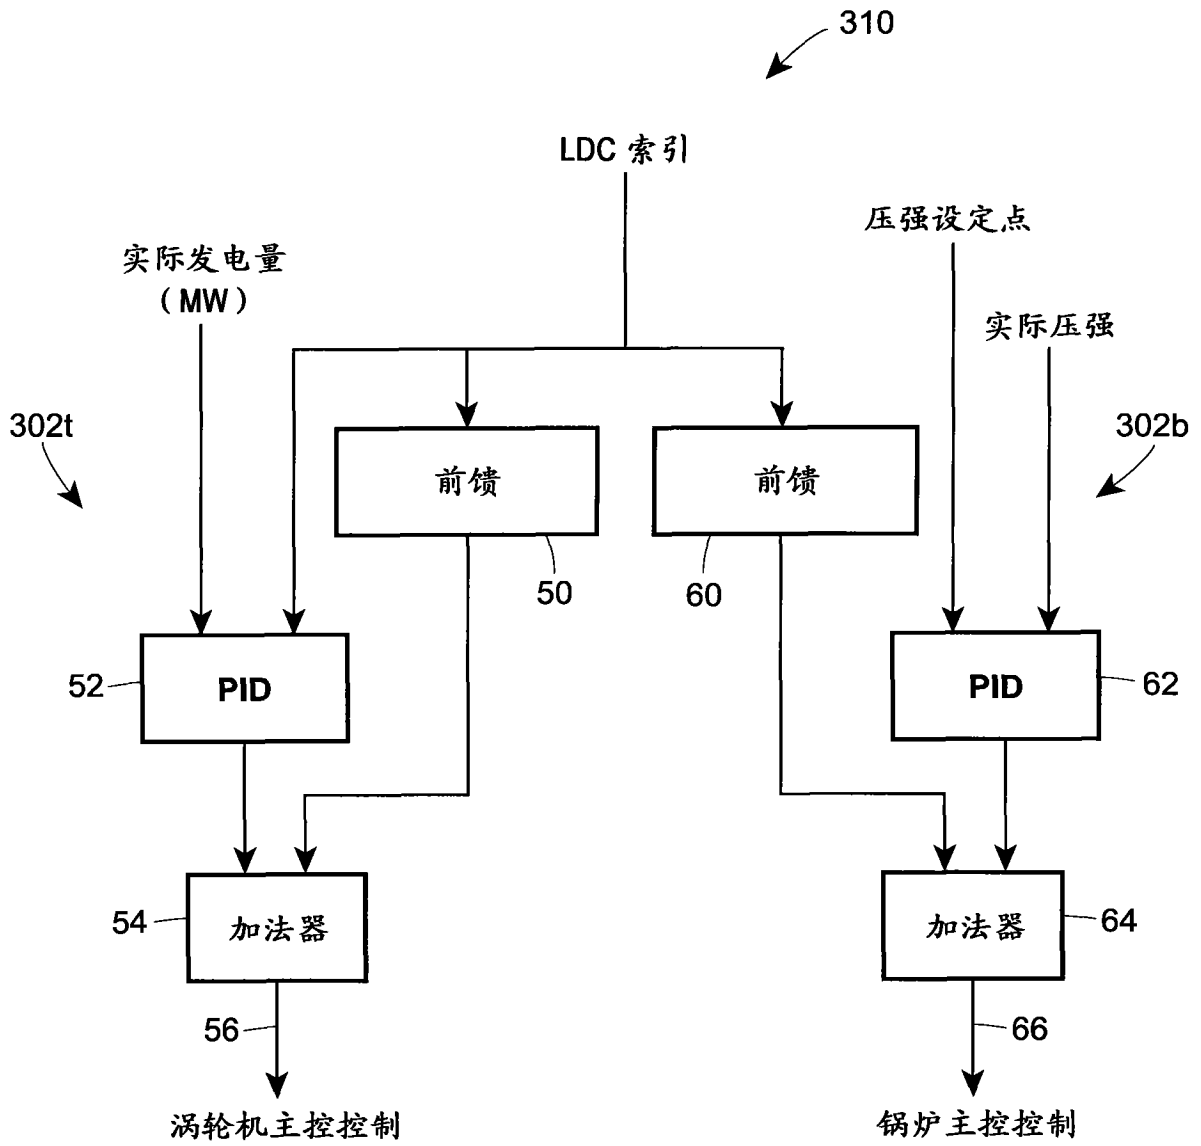 310
LDC 索引
压强设定点
实际发电量
（MW）
实际压强
302t
302b
前馈
前馈
50
60
52
PID
PID
62
54
加法器
加法器
64
56
66
涡轮机主控控制
锅炉主控控制